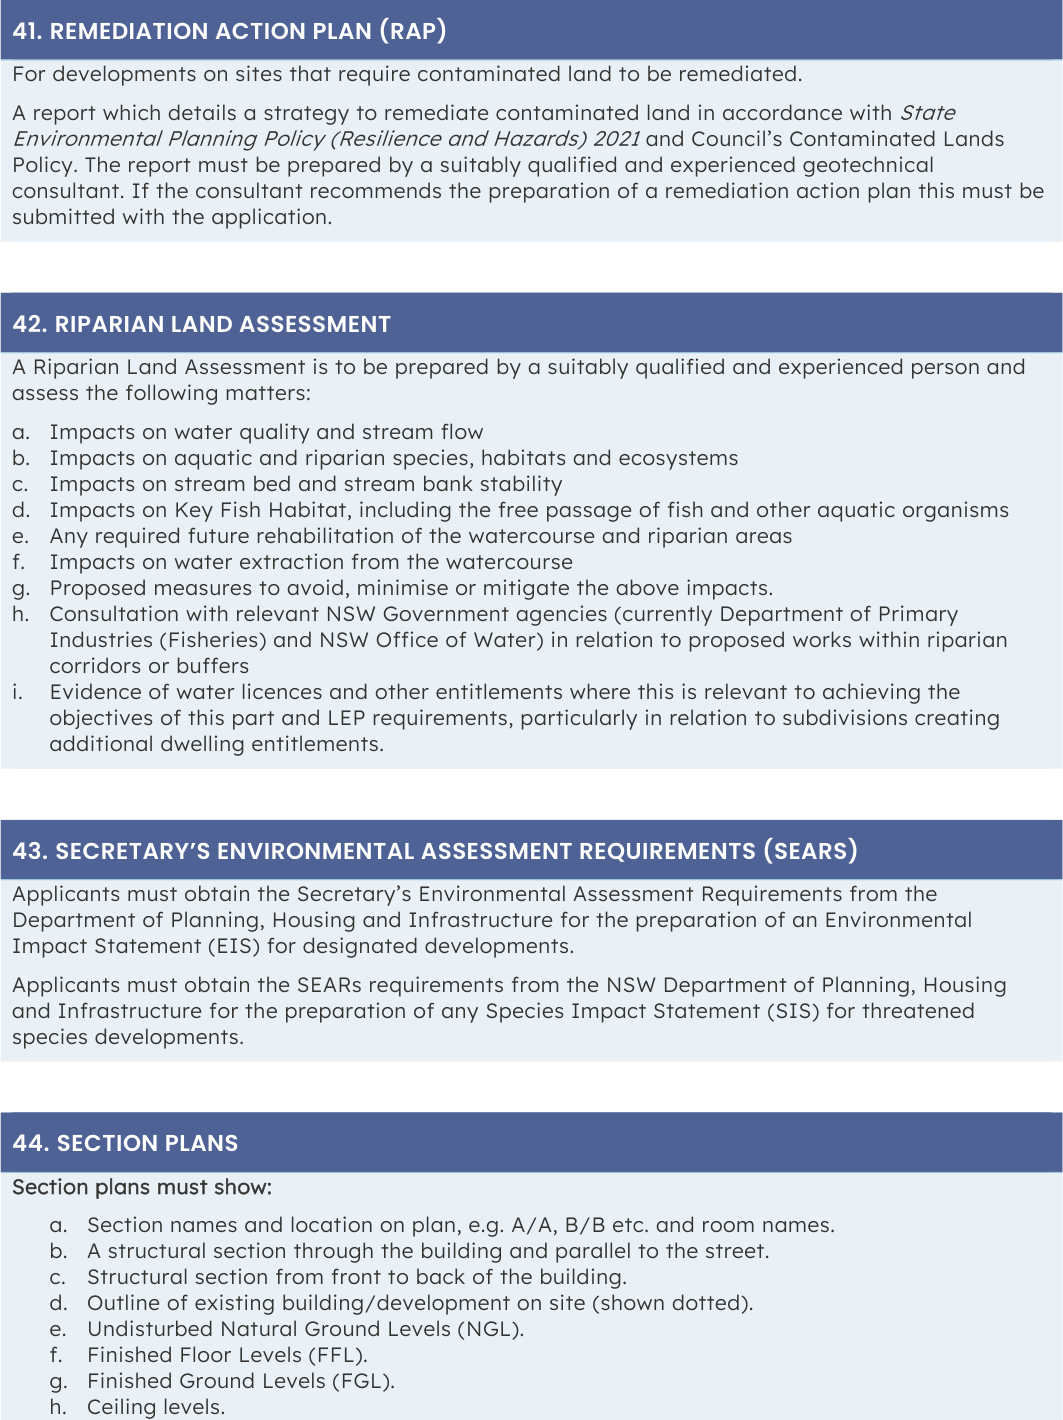 41. REMEDIATION ACTION PLAN (RAP)
For developments on sites that require contaminated land to be remediated.
A report which details a strategy to remediate contaminated land in accordance with State
Environmental Planning Policy (Resilience and Hazards) 2021 and Council’s Contaminated Lands
Policy. The report must be prepared by a suitably qualified and experienced geotechnical
consultant. If the consultant recommends the preparation of a remediation action plan this must be
submitted with the application.
42. RIPARIAN LAND ASSESSMENT
A Riparian Land Assessment is to be prepared by a suitably qualified and experienced person and
assess the following matters:
a. Impacts on water quality and stream flow
b. Impacts on aquatic and riparian species, habitats and ecosystems
c. Impacts on stream bed and stream bank stability
d. Impacts on Key Fish Habitat, including the free passage of fish and other aquatic organisms
e. Any required future rehabilitation of the watercourse and riparian areas
f. Impacts on water extraction from the watercourse
g. Proposed measures to avoid, minimise or mitigate the above impacts.
h. Consultation with relevant NSW Government agencies (currently Department of Primary
Industries (Fisheries) and NSW Office of Water) in relation to proposed works within riparian
corridors or buffers
i. Evidence of water licences and other entitlements where this is relevant to achieving the
objectives of this part and LEP requirements, particularly in relation to subdivisions creating
additional dwelling entitlements.
43. SECRETARY’S ENVIRONMENTAL ASSESSMENT REQUIREMENTS (SEARS)
Applicants must obtain the Secretary’s Environmental Assessment Requirements from the
Department of Planning, Housing and Infrastructure for the preparation of an Environmental
Impact Statement (EIS) for designated developments.
Applicants must obtain the SEARs requirements from the NSW Department of Planning, Housing
and Infrastructure for the preparation of any Species Impact Statement (SIS) for threatened
species developments.
44. SECTION PLANS
Section plans must show:
a. Section names and location on plan, e.g. A/A, B/B etc. and room names.
b. A structural section through the building and parallel to the street.
c. Structural section from front to back of the building.
d. Outline of existing building/development on site (shown dotted).
e. Undisturbed Natural Ground Levels (NGL).
f. Finished Floor Levels (FFL).
g. Finished Ground Levels (FGL).
h. Ceiling levels.